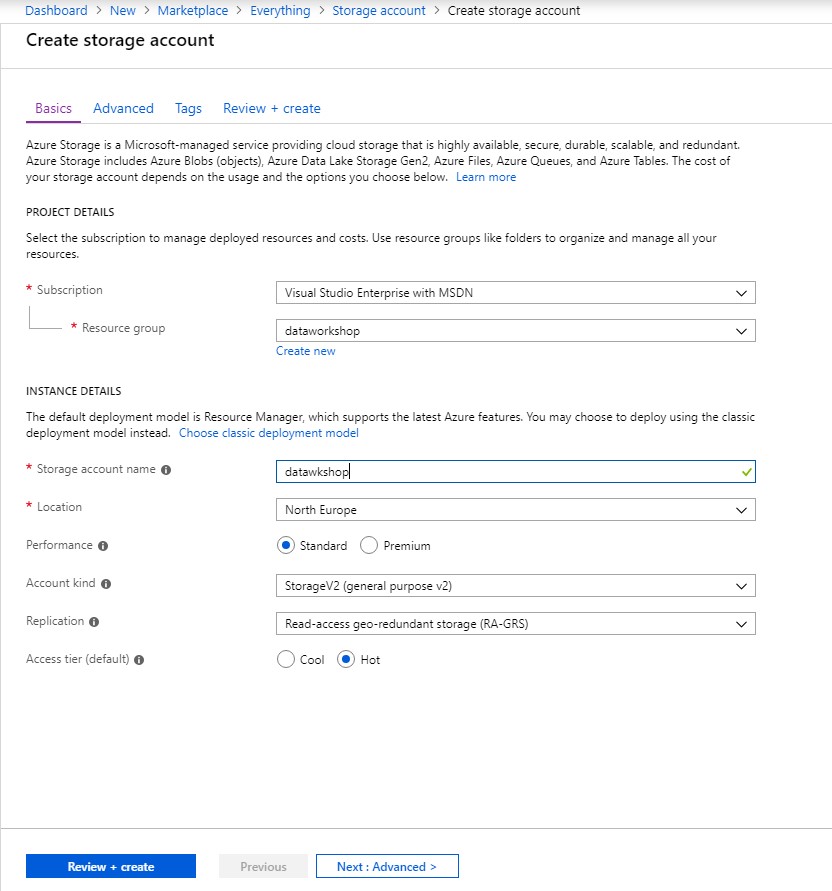 Dashboard > New > Marketplace > Everything > Storage account > Create storage account
Create storage account
Basics Advanced Tags Review + create
Azure Storage is a Microsoft-managed service providing cloud storage that is highly available, secure, durable, scalable, and redundant.
Azure Storage includes Azure Blobs (objects), Azure Data Lake Storage Gen2, Azure Files, Azure Queues, and Azure Tables. The cost of
your storage account depends on the usage and the options you choose below. Learn more
PROJECT DETAILS
Select the subscription to manage deployed resources and costs. Use resource groups like folders to organize and manage all your
resources.
* Subscription Visual Studio Enterprise with MSDN
* Resource group dataworkshop
Create new
INSTANCE DETAILS
The default deployment model is Resource Manager, which supports the latest Azure features. You may choose to deploy using the classic
deployment model instead. Choose classic deployment model
* Storage account name datawkshop
* Location North Europe
Performance Standard Premium
Account kind StorageV2 (general purpose v2)
Replication Read-access geo-redundant storage (RA-GRS)
Access tier (default) Cool Hot
Review + create Previous Next : Advanced >